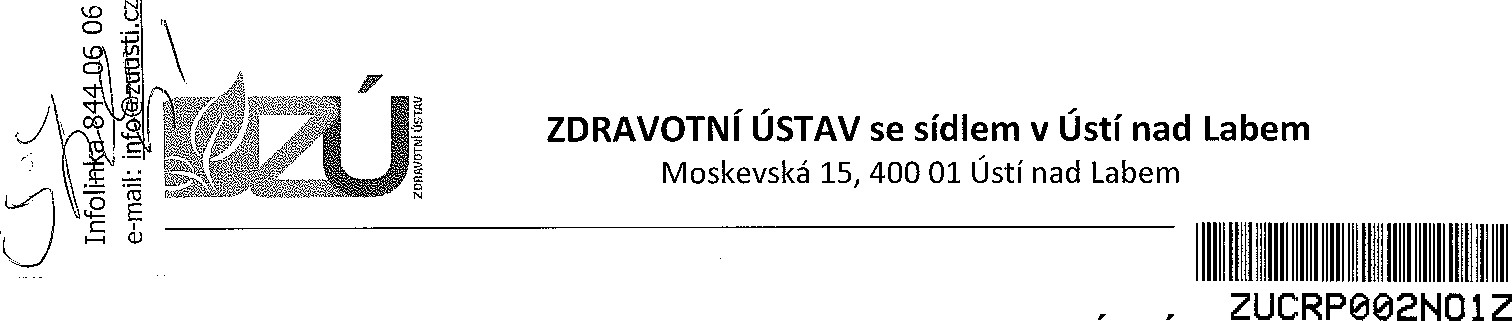 Infolinka 844 06 06
e-mail: info@zuusti.cz
ZÚ
ZDRAVOTNÍ ÚSTAV
ZDRAVOTNÍ ÚSTAV se sídlem v Ústí nad Labem
Moskevská 15, 400 01 Ústí nad Labem
ZUCRP002NO1Z